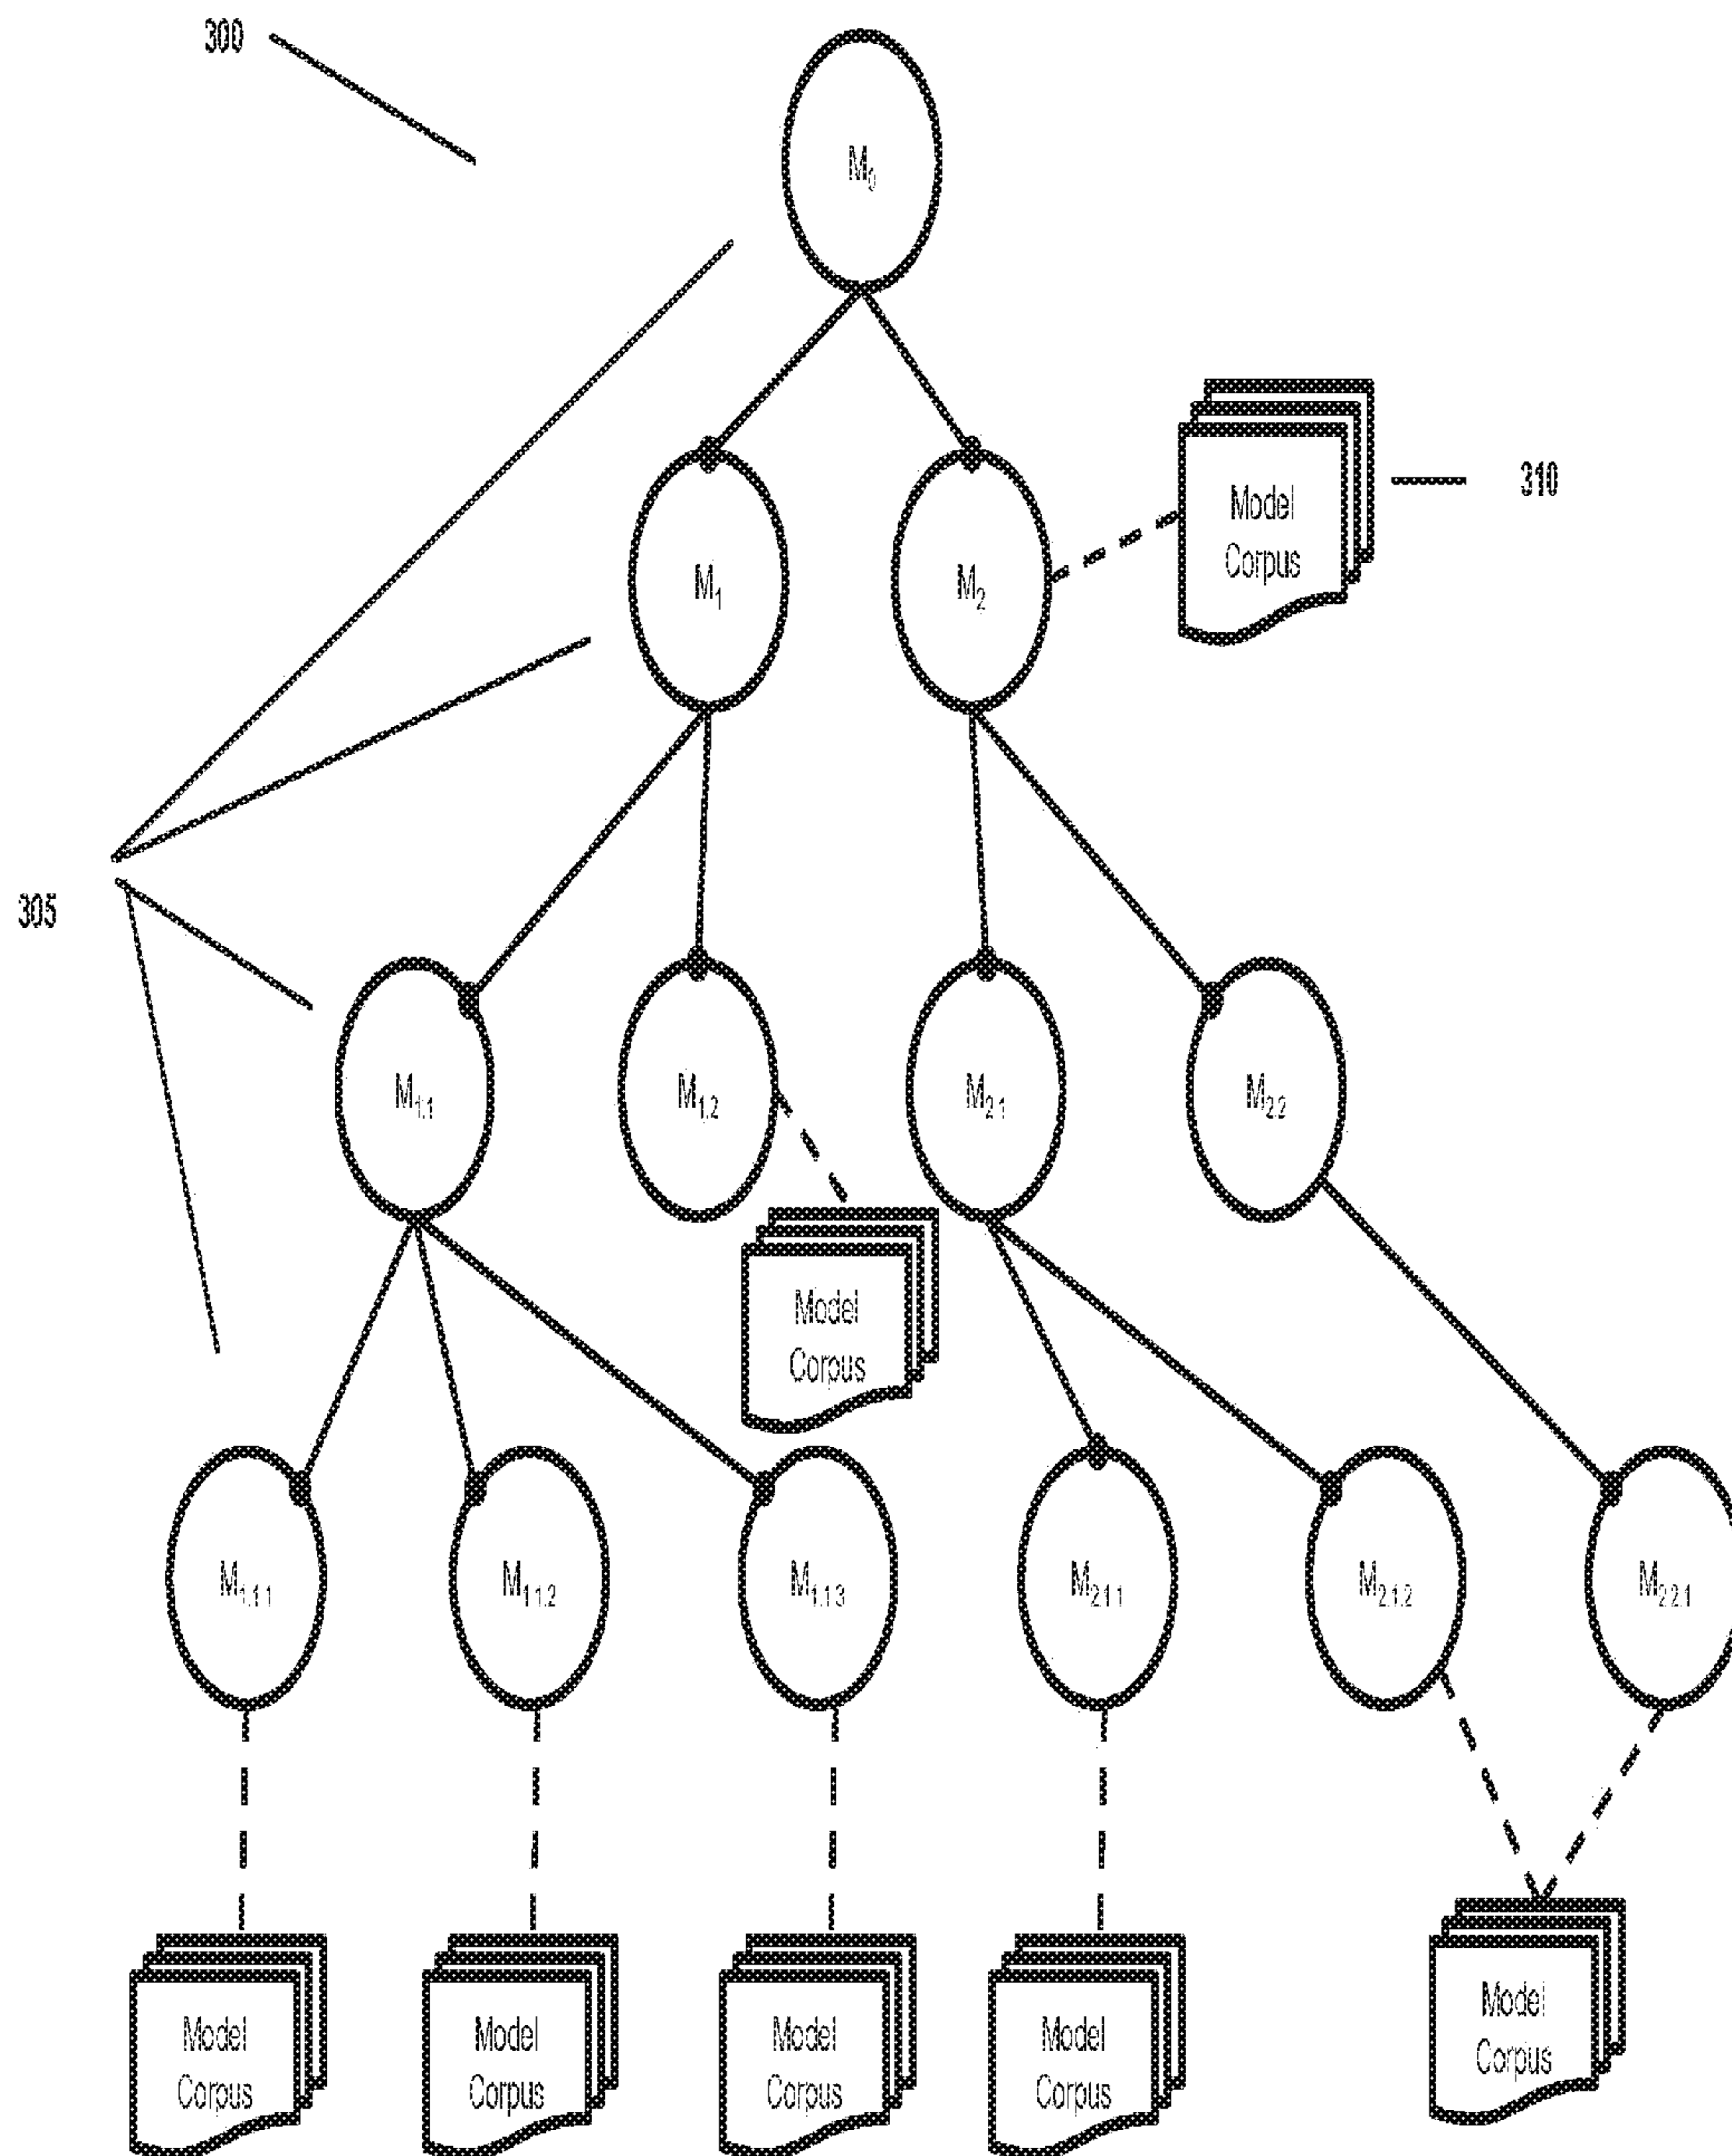 300
M₀
Model
Corpus
310
M₁
M₂
305
M₁.₁
M₁.₂
M₂.₁
M₂.₂
Model
Corpus
M₁.₁.₁
M₁.₁.₂
M₁.₁.₃
M₂.₁.₁
M₂.₁.₂
M₂.₂.₁
Model
Corpus
Model
Corpus
Model
Corpus
Model
Corpus
Model
Corpus